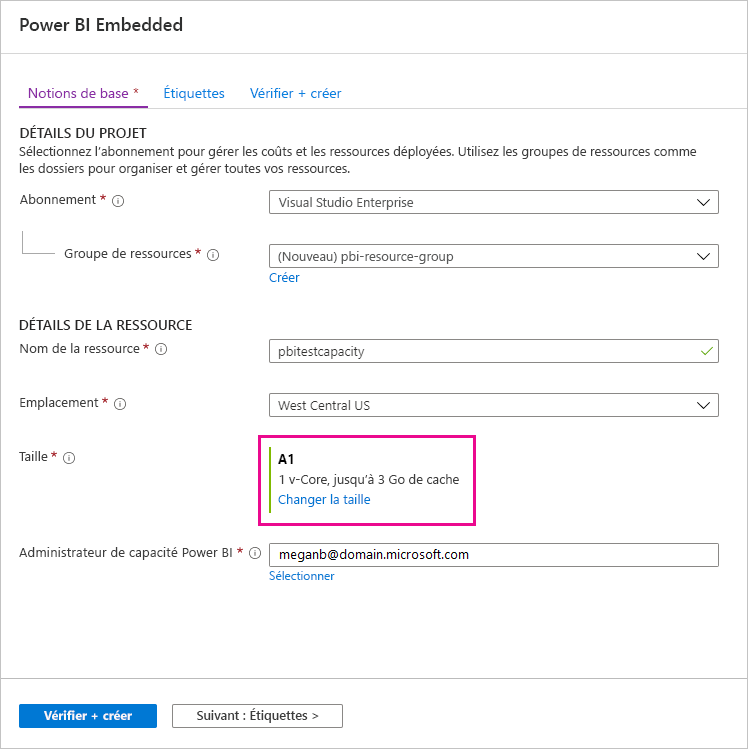 Power BI Embedded
Notions de base * Étiquettes Vérifier + créer
DÉTAILS DU PROJET
Sélectionnez l’abonnement pour gérer les coûts et les ressources déployées. Utilisez les groupes de ressources comme
les dossiers pour organiser et gérer toutes vos ressources.
Abonnement * Visual Studio Enterprise
Groupe de ressources * (Nouveau) pbi-resource-group
Créer
DÉTAILS DE LA RESSOURCE
Nom de la ressource * pbitestcapacity
Emplacement * West Central US
Taille * A1
1 v-Core, jusqu’à 3 Go de cache
Changer la taille
Administrateur de capacité Power BI * meganb@domain.microsoft.com
Sélectionner
Vérifier + créer Suivant : Étiquettes >